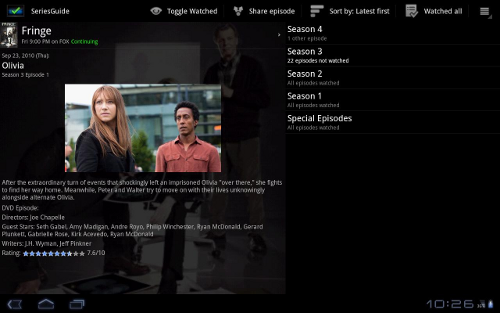 SeriesGuide
Toggle Watched
Share episode
Sort by: Latest first
Watched all
Fringe
Fri 9:00 PM on FOX Continuing
Sep 23, 2010 (Thu)
Olivia
Season 3 Episode 1
After the extraordinary turn of events that shockingly left an imprisoned Olivia "over there," she fights
to find her way home. Meanwhile, Peter and Walter try to move on with their lives unknowingly
alongside alternate Olivia.
DVD Episode:
Directors: Joe Chapelle
Guest Stars: Seth Gabel, Amy Madigan, Andre Royo, Philip Winchester, Ryan McDonald, Gerard
Plunkett, Gabrielle Rose, Kirk Acevedo, Ryan McDonald
Writers: J.H. Wyman, Jeff Pinkner
Rating: 7.6/10
Season 4
1 other episode
Season 3
22 episodes not watched
Season 2
All episodes watched
Season 1
All episodes watched
Special Episodes
All episodes watched
10:26